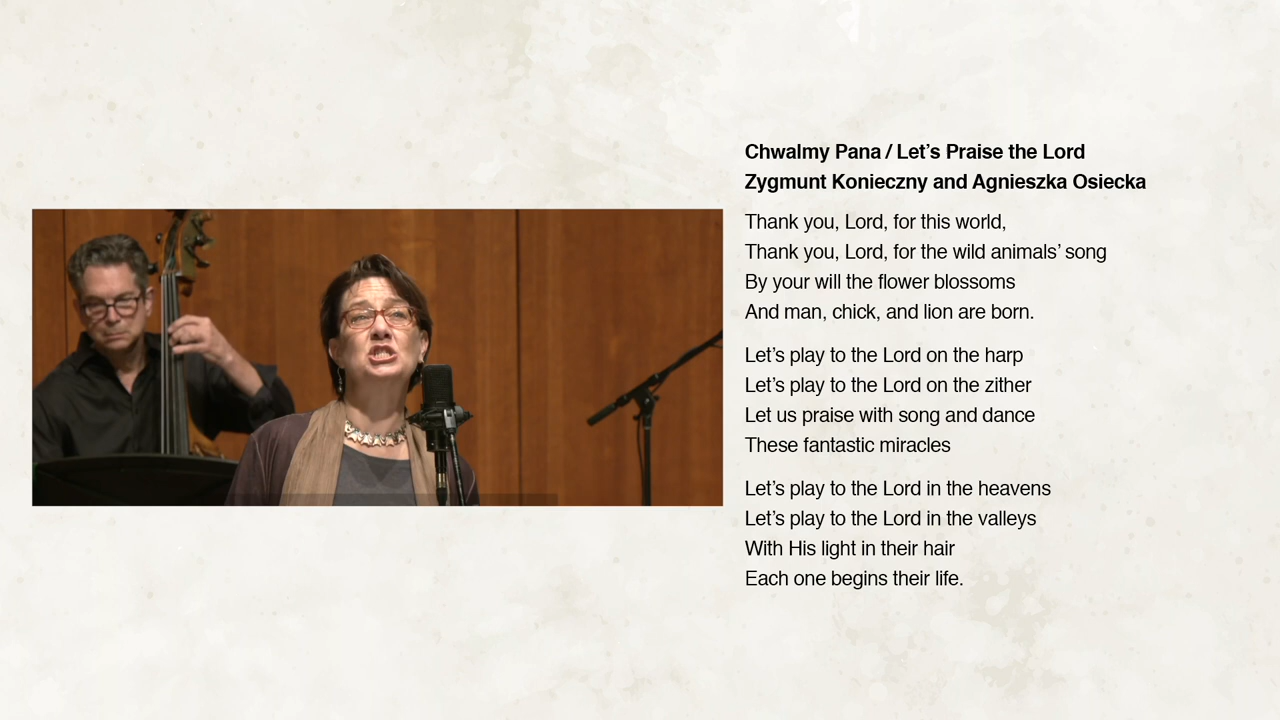 Chwalmy Pana / Let’s Praise the Lord
Zygmunt Konieczny and Agnieszka Osiecka
Thank you, Lord, for this world,
Thank you, Lord, for the wild animals’ song
By your will the flower blossoms
And man, chick, and lion are born.
Let’s play to the Lord on the harp
Let’s play to the Lord on the zither
Let us praise with song and dance
These fantastic miracles
Let’s play to the Lord in the heavens
Let’s play to the Lord in the valleys
With His light in their hair
Each one begins their life.